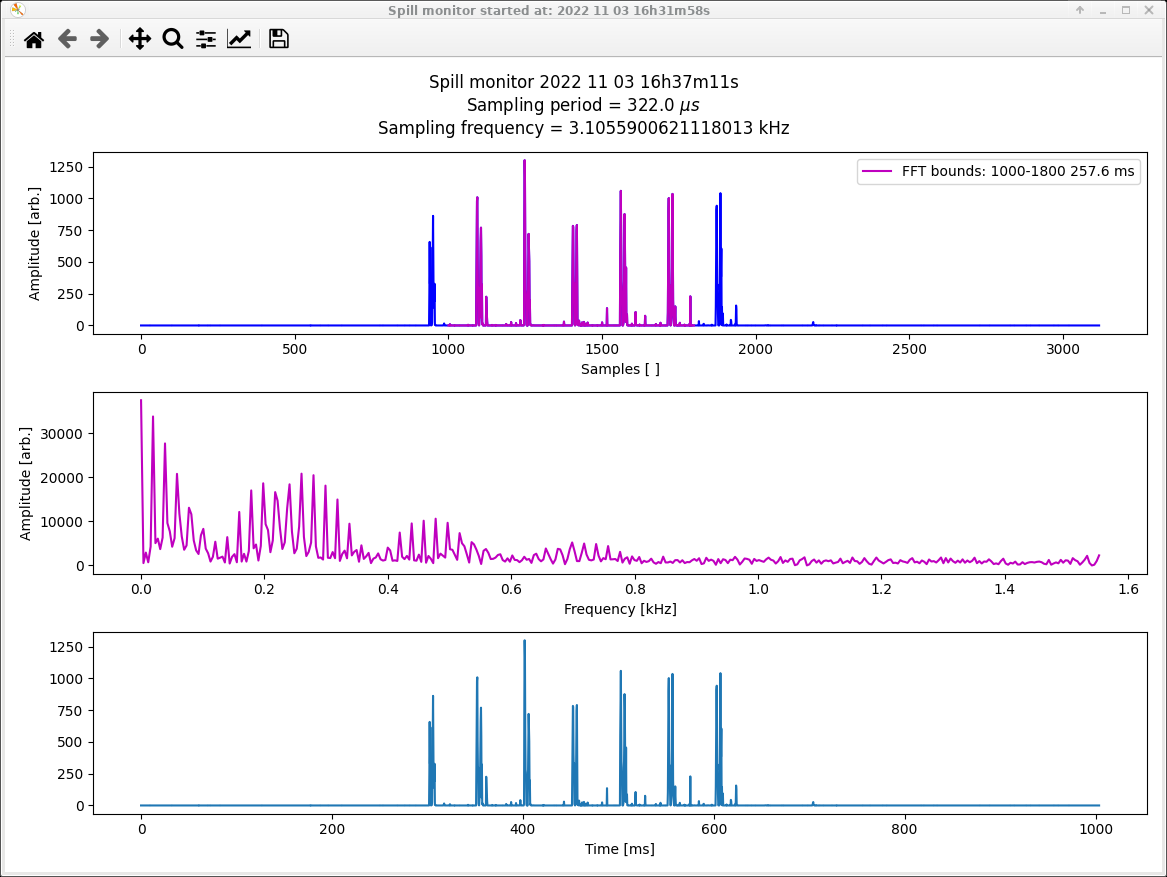 Spill monitor started at: 2022 11 03 16h31m58s
Spill monitor 2022 11 03 16h37m11s
Sampling period = 322.0 μs
Sampling frequency = 3.1055900621118013 kHz
FFT bounds: 1000-1800 257.6 ms
Amplitude [arb.]
1250
1000
750
500
250
0
0 500 1000 1500 2000 2500 3000
Samples [ ]
Amplitude [arb.]
30000
20000
10000
0
0.0 0.2 0.4 0.6 0.8 1.0 1.2 1.4 1.6
Frequency [kHz]
1250
1000
750
500
250
0
0 200 400 600 800 1000
Time [ms]